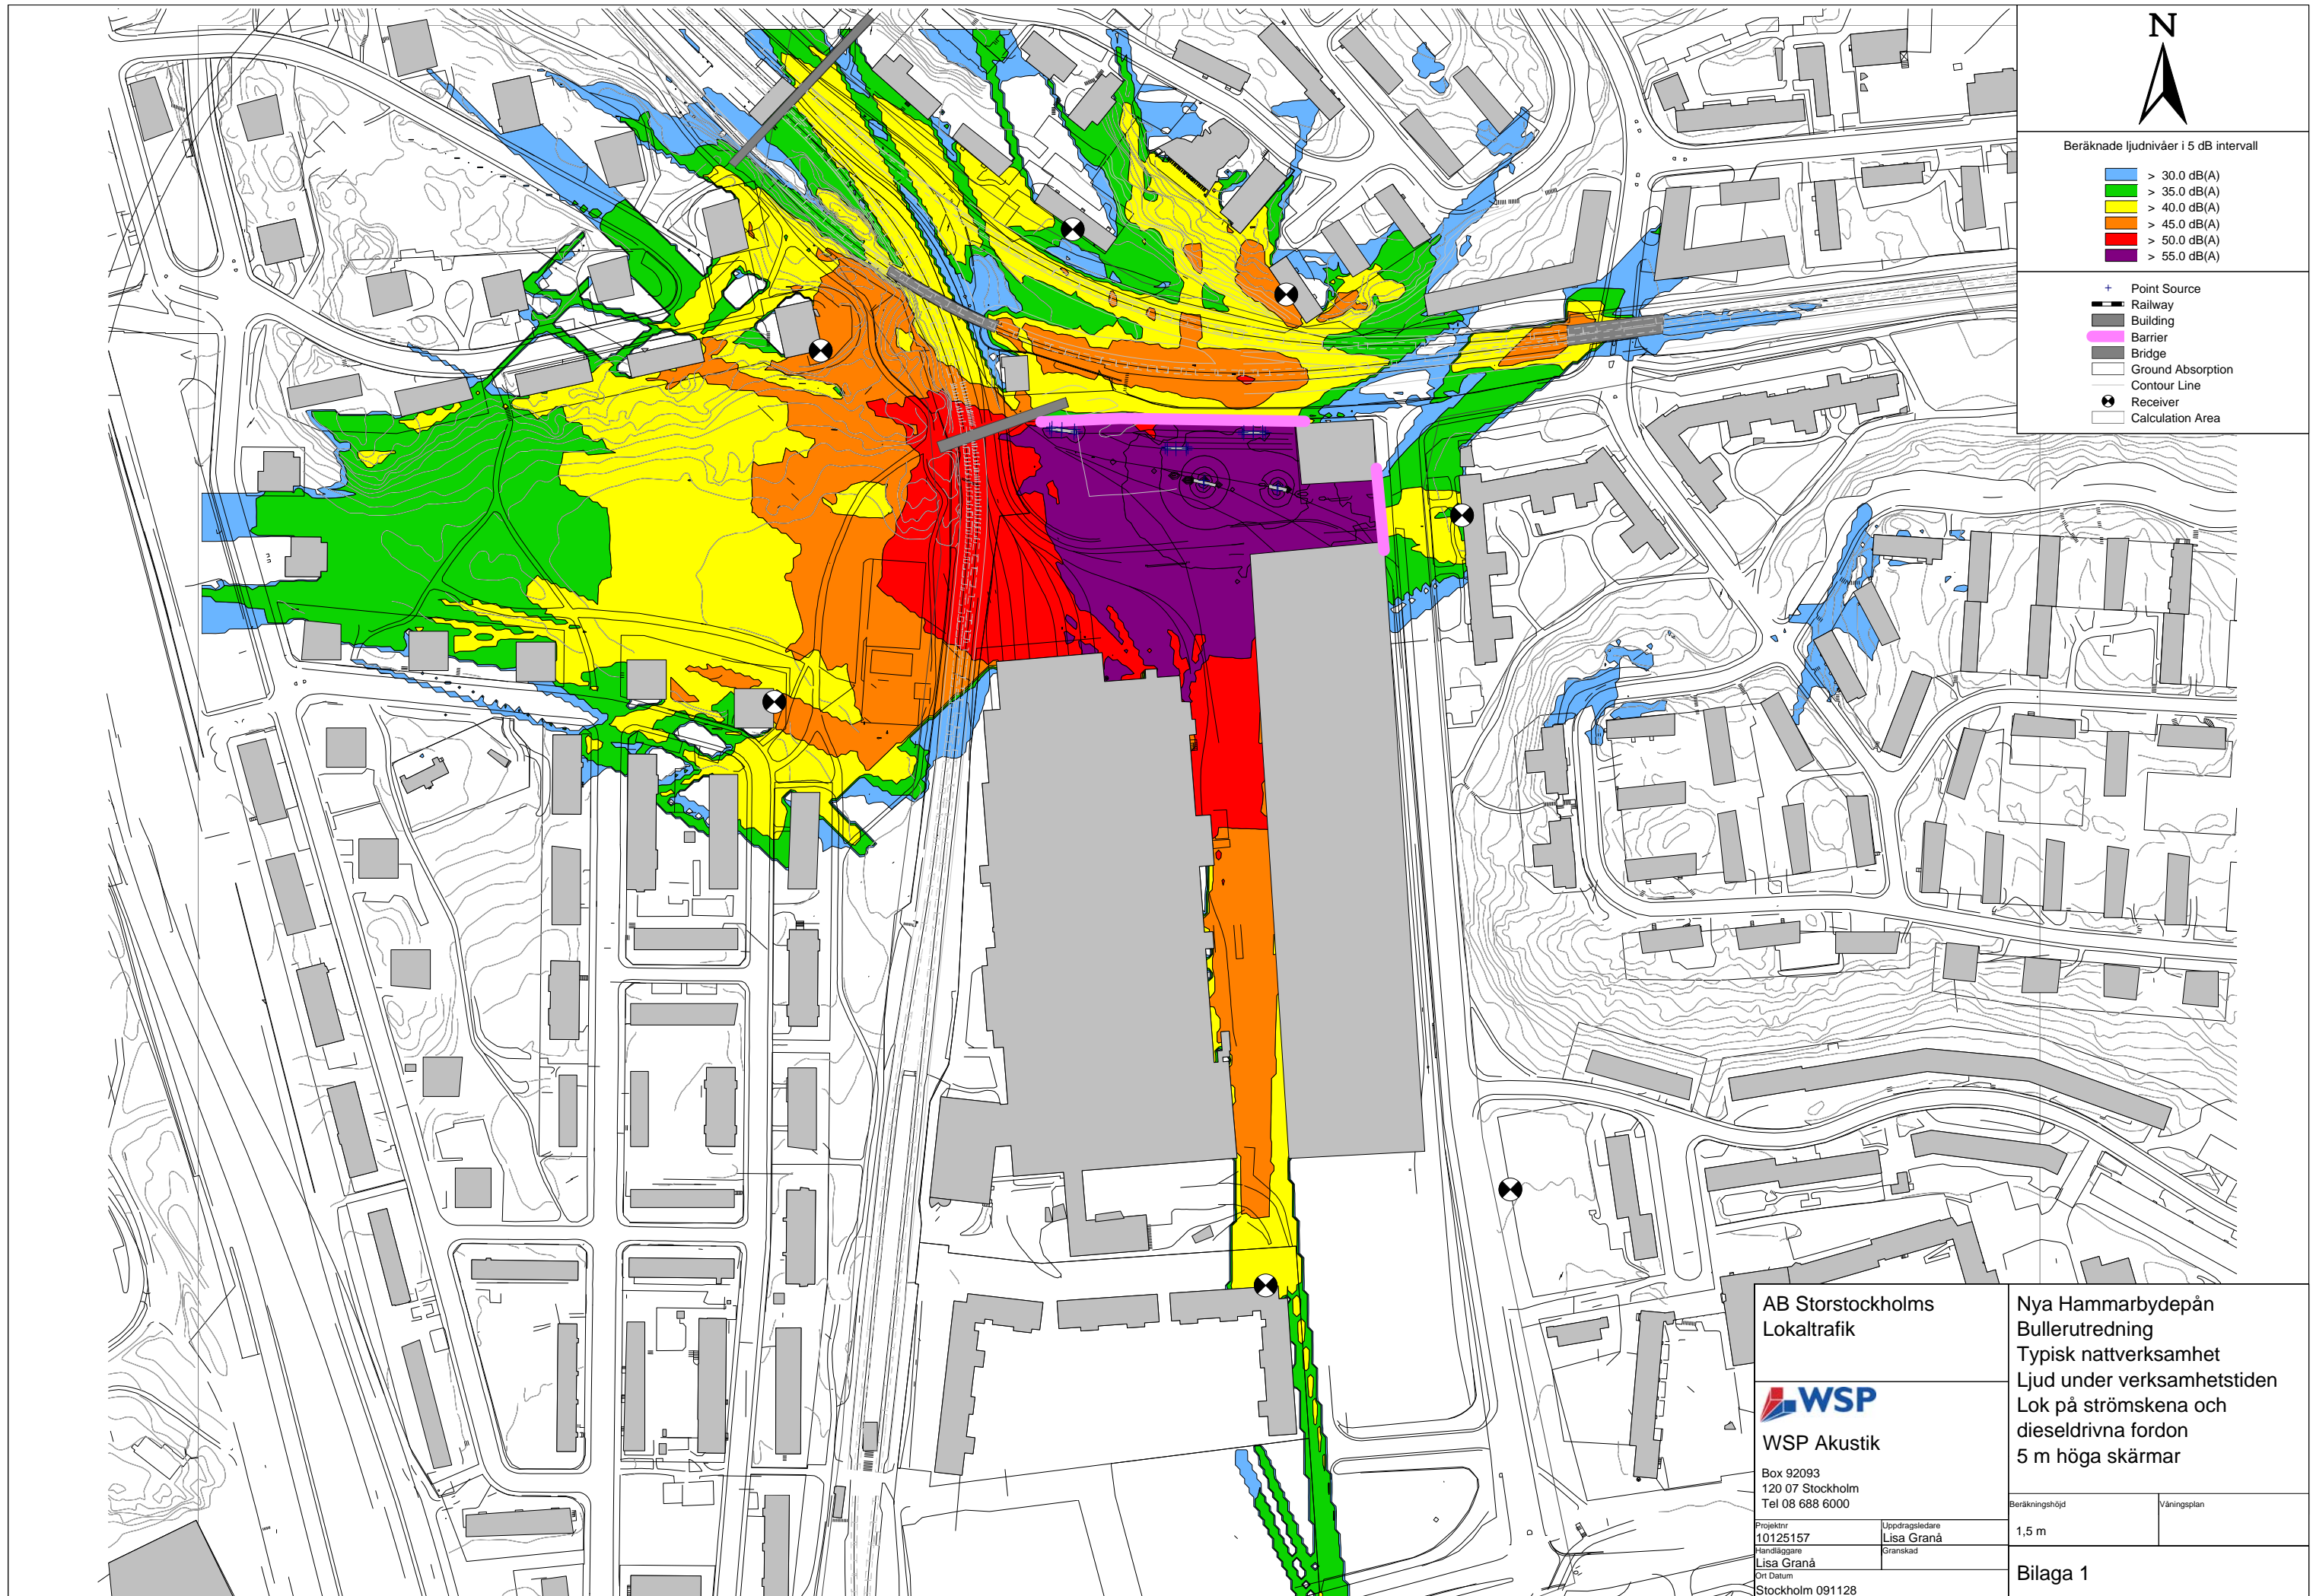 N
Beräknade ljudnivåer i 5 dB intervall
> 30.0 dB(A)
> 35.0 dB(A)
> 40.0 dB(A)
> 45.0 dB(A)
> 50.0 dB(A)
> 55.0 dB(A)
Point Source
Railway
Building
Barrier
Bridge
Ground Absorption
Contour Line
Receiver
Calculation Area
AB Storstockholms
Lokaltrafik
WSP
WSP Akustik
Box 92093
120 07 Stockholm
Tel 08 688 6000
Projektnr
10125157
Uppdragsledare
Lisa Granå
Handläggare
Lisa Granå
Granskad
Ort Datum
Stockholm 091128
Nya Hammarbydepån
Bullerutredning
Typisk nattverksamhet
Ljud under verksamhetstiden
Lok på strömskena och
dieseldrivna fordon
5 m höga skärmar
Beräkningshöjd
1,5 m
Våningsplan
Bilaga 1